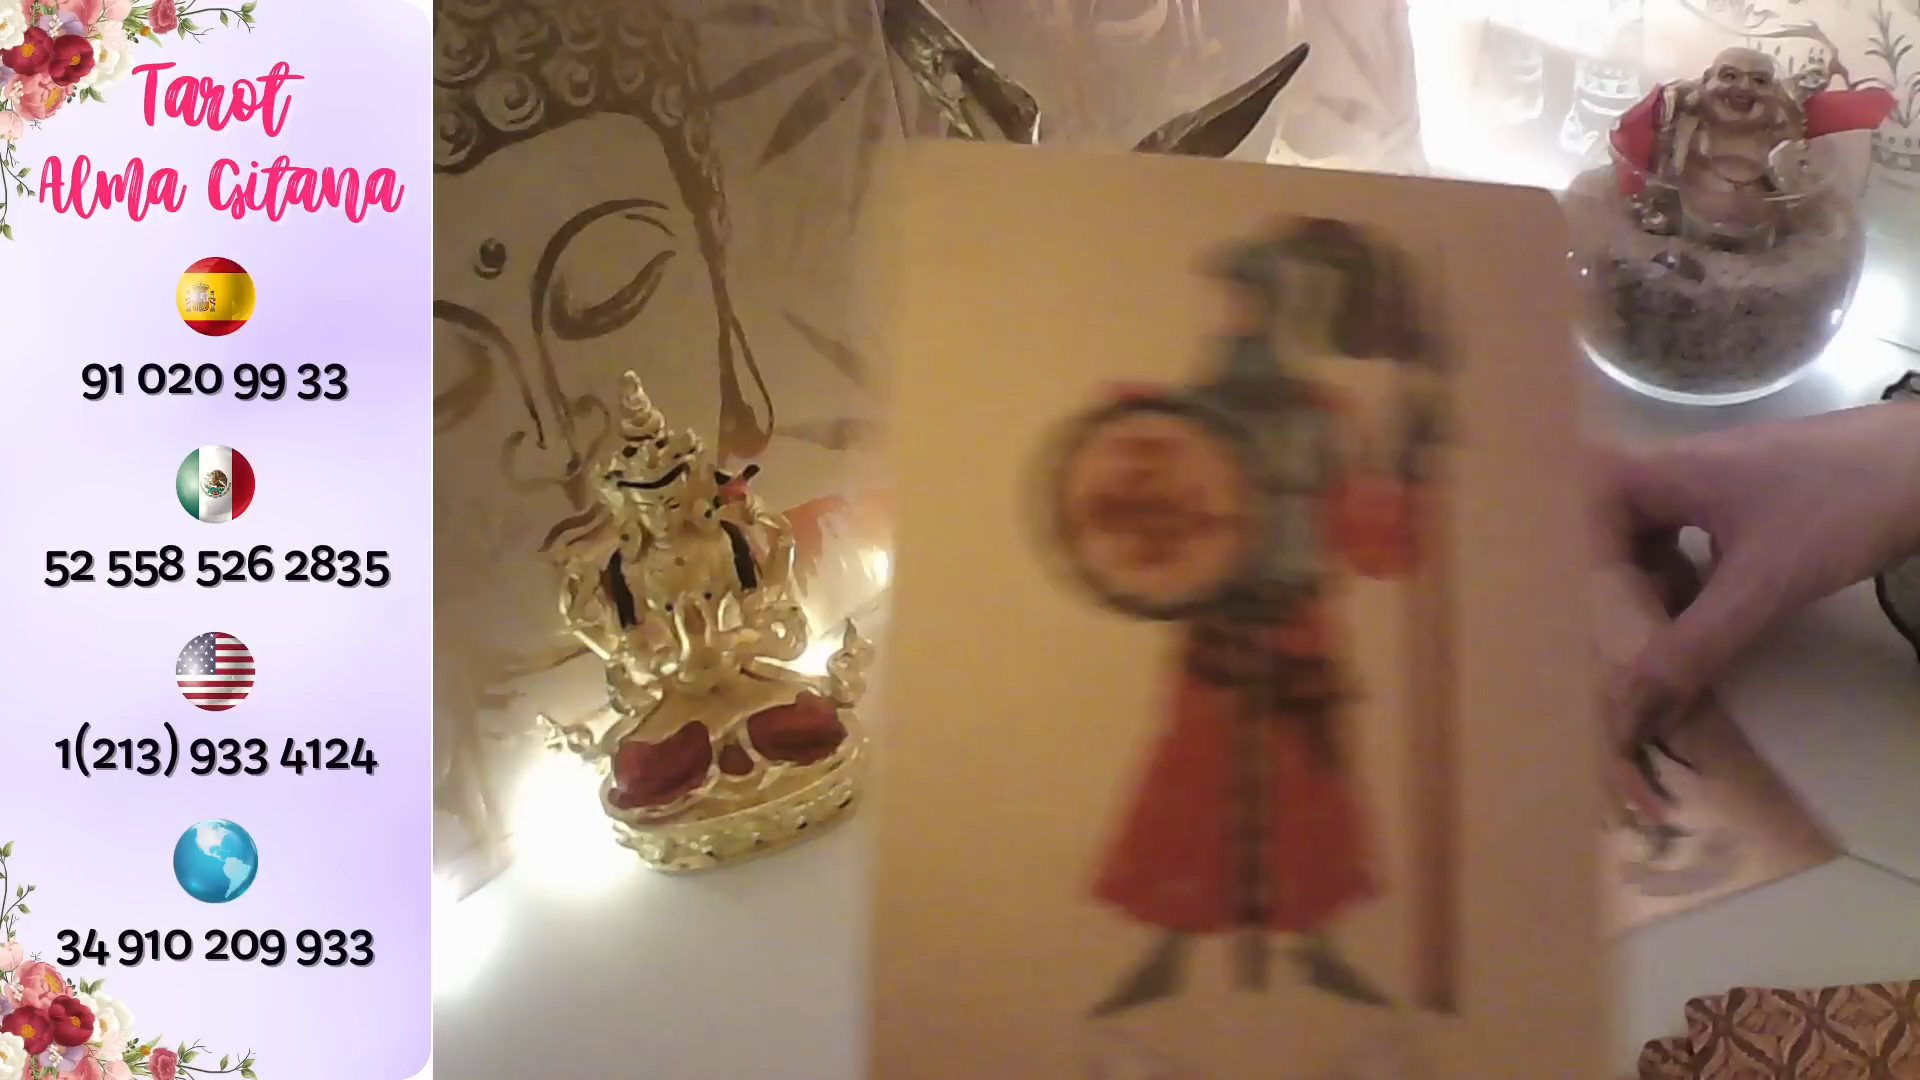 Tarot
Alma Gitana
91 020 99 33
52 558 526 2835
1(213) 933 4124
34 910 209 933